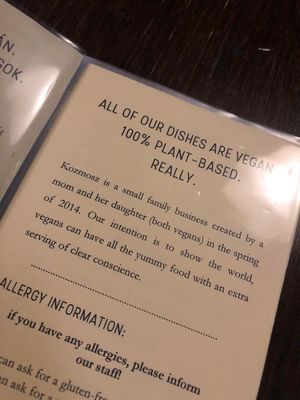 ÁN.
GOK.
ALL OF OUR DISHES ARE VEGAN
100% PLANT-BASED.
REALLY.
Kozmosz is a small family business created by a
mom and her daughter (both vegans) in the spring
of 2014. Our intention is to show the world,
vegans can have all the yummy food with an extra
serving of clear conscience.
ALLERGY INFORMATION:
if you have any allergies, please inform
our staff!
can ask for a gluten-fre